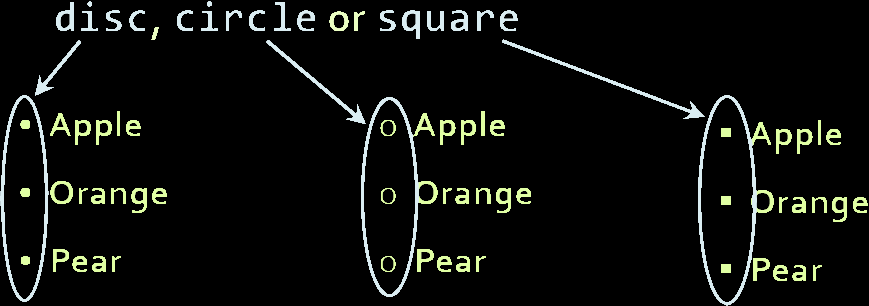 disc, circle or square
• Apple
• Orange
• Pear
o Apple
o Orange
o Pear
▪ Apple
▪ Orange
▪ Pear